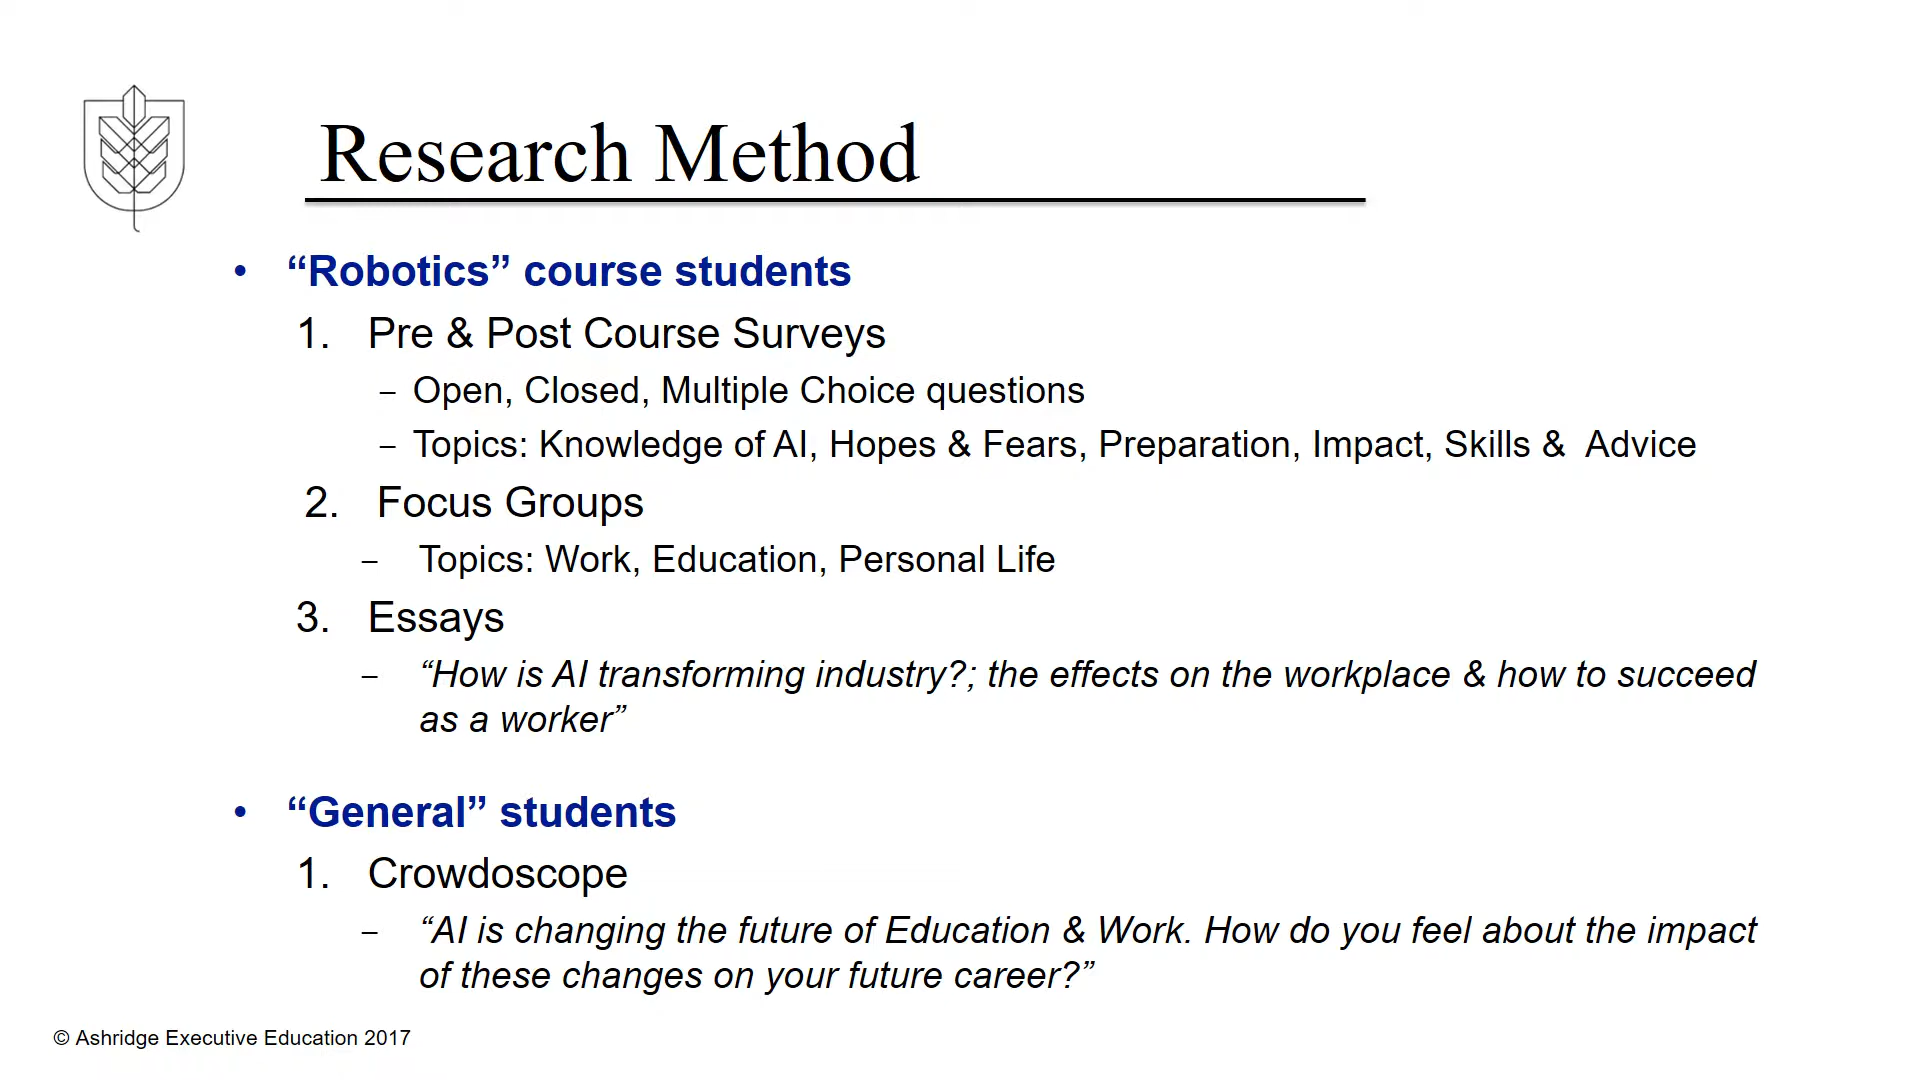 Research Method
• “Robotics” course students
1. Pre & Post Course Surveys
– Open, Closed, Multiple Choice questions
– Topics: Knowledge of AI, Hopes & Fears, Preparation, Impact, Skills & Advice
2. Focus Groups
– Topics: Work, Education, Personal Life
3. Essays
– “How is AI transforming industry?; the effects on the workplace & how to succeed
as a worker”
• “General” students
1. Crowdoscope
– “AI is changing the future of Education & Work. How do you feel about the impact
of these changes on your future career?”
© Ashridge Executive Education 2017